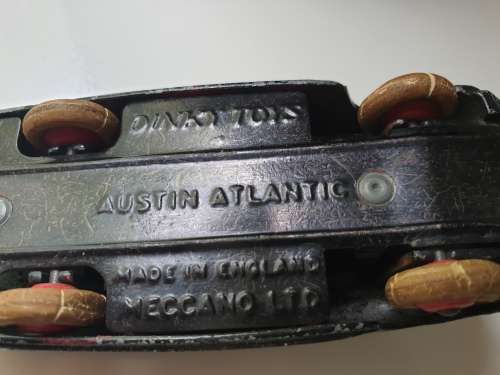 DINKY TOYS
AUSTIN ATLANTIC
MADE IN ENGLAND
MECCANO LTD